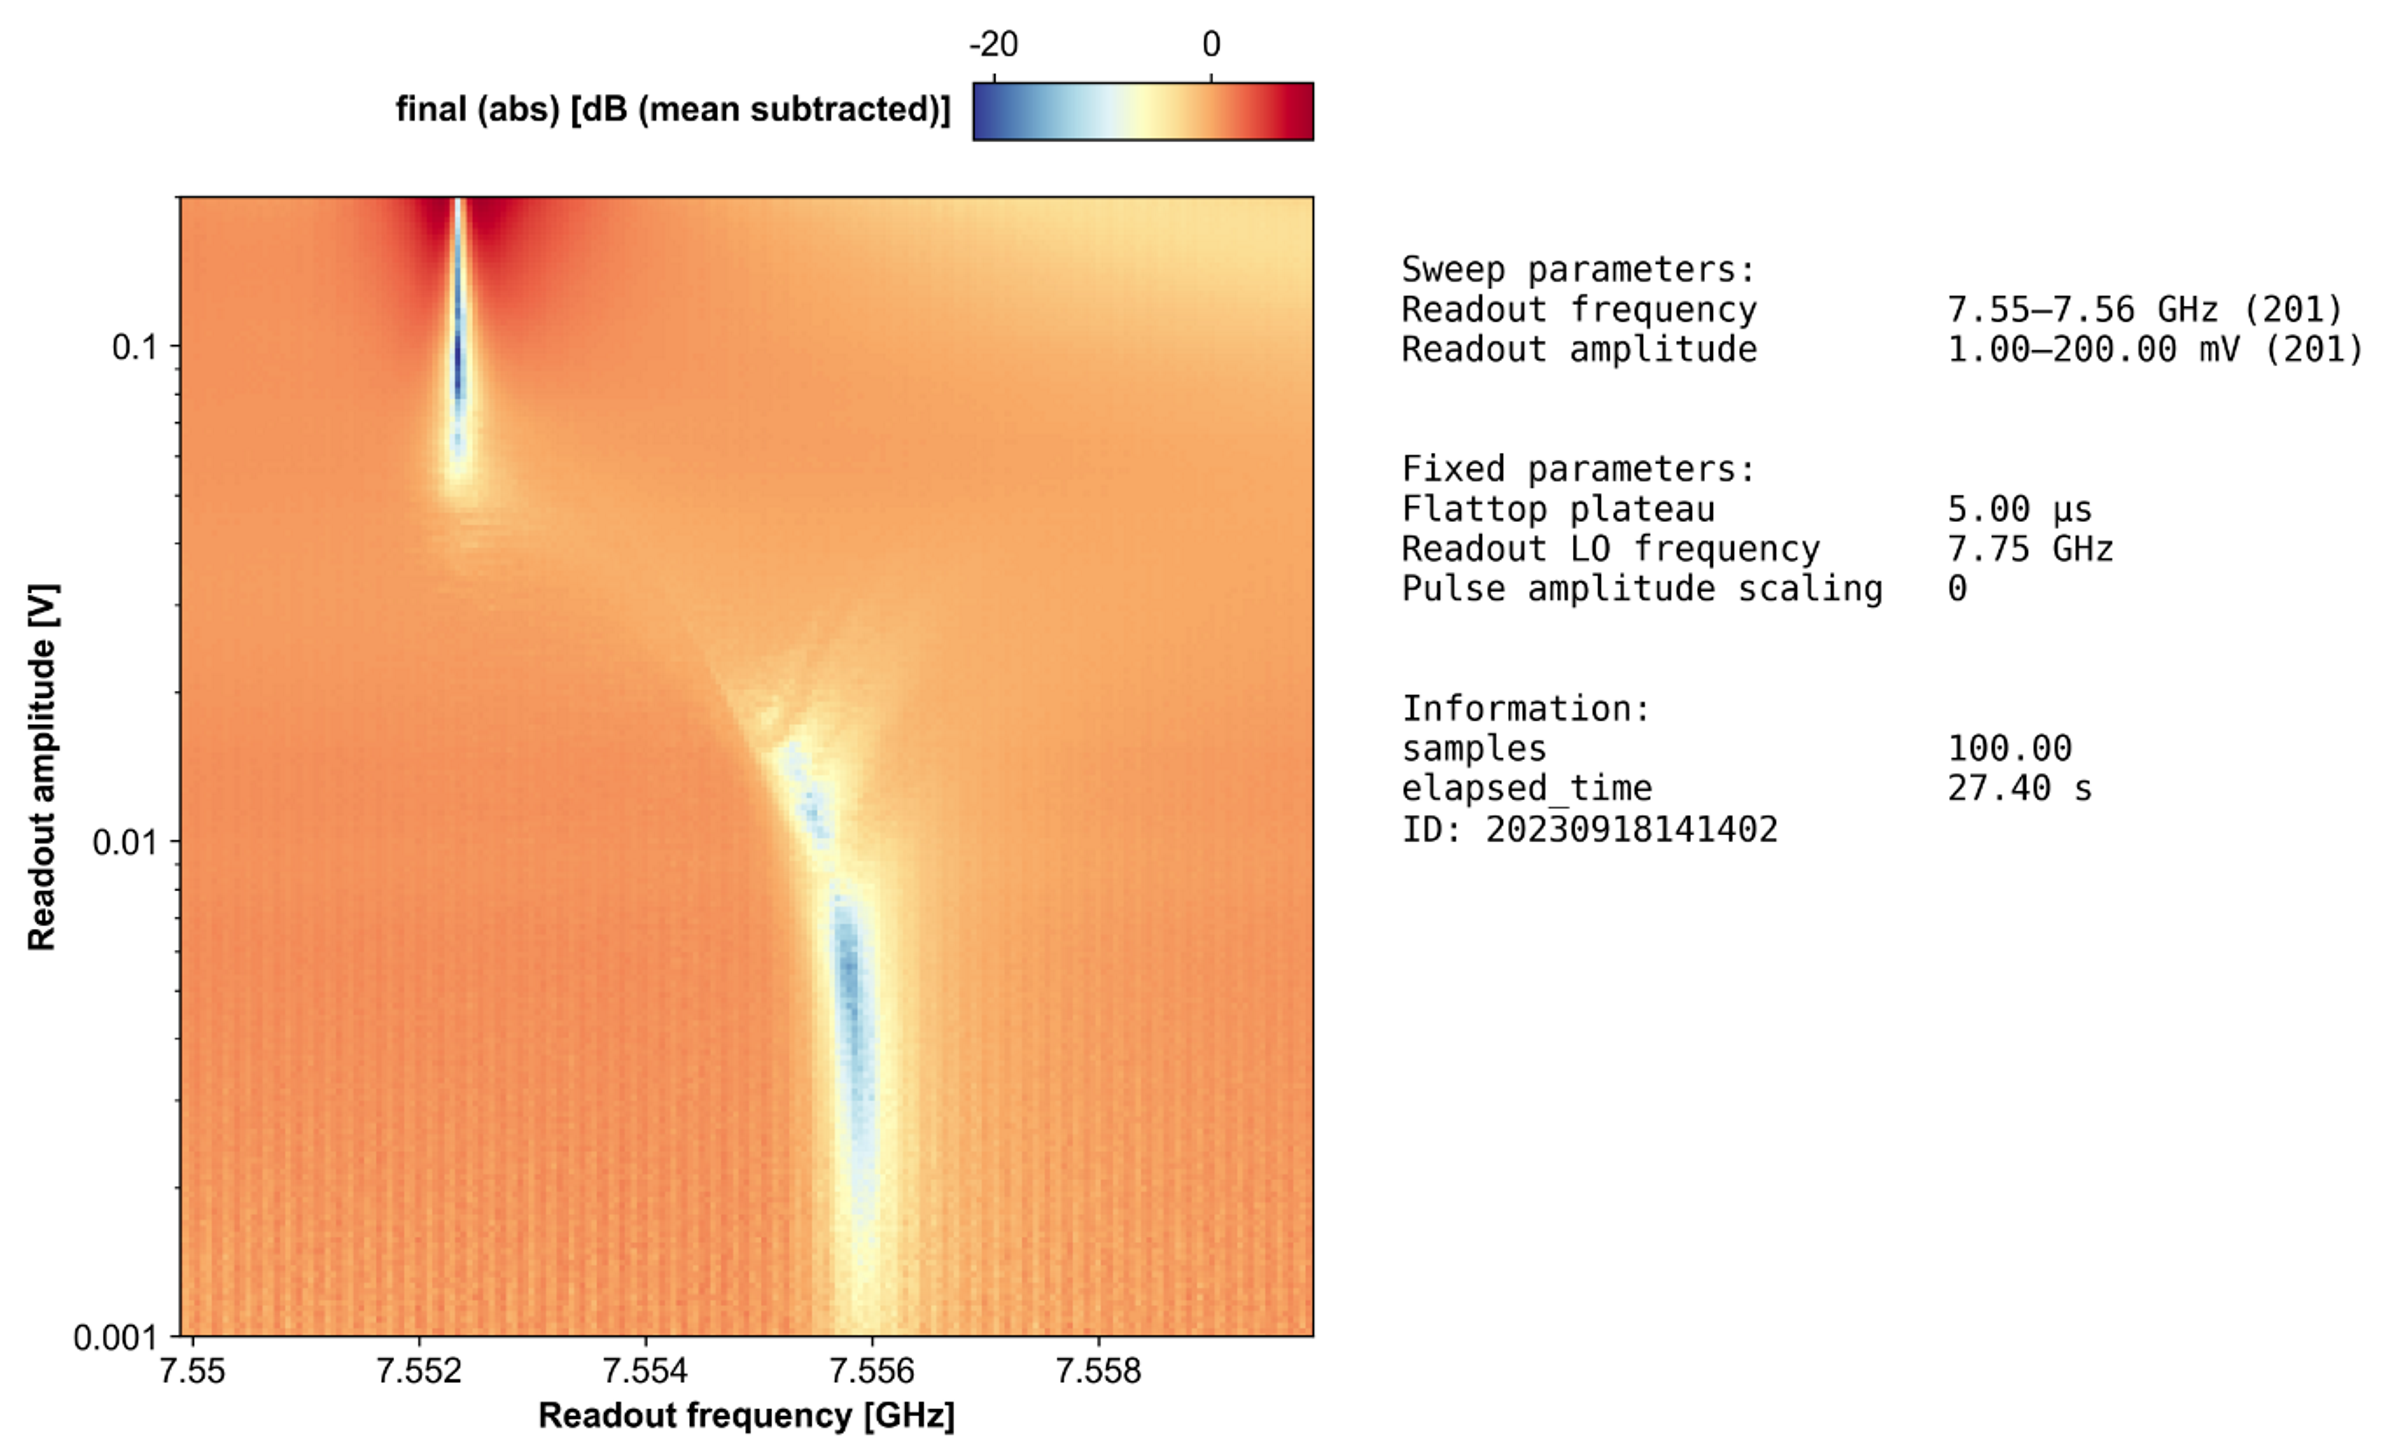 -20 0
final (abs) [dB (mean subtracted)]
0.1
0.01
0.001
Readout amplitude [V]
7.55 7.552 7.554 7.556 7.558
Readout frequency [GHz]
Sweep parameters:
Readout frequency 7.55–7.56 GHz (201)
Readout amplitude 1.00–200.00 mV (201)
Fixed parameters:
Flattop plateau 5.00 μs
Readout LO frequency 7.75 GHz
Pulse amplitude scaling 0
Information:
samples 100.00
elapsed_time 27.40 s
ID: 20230918141402